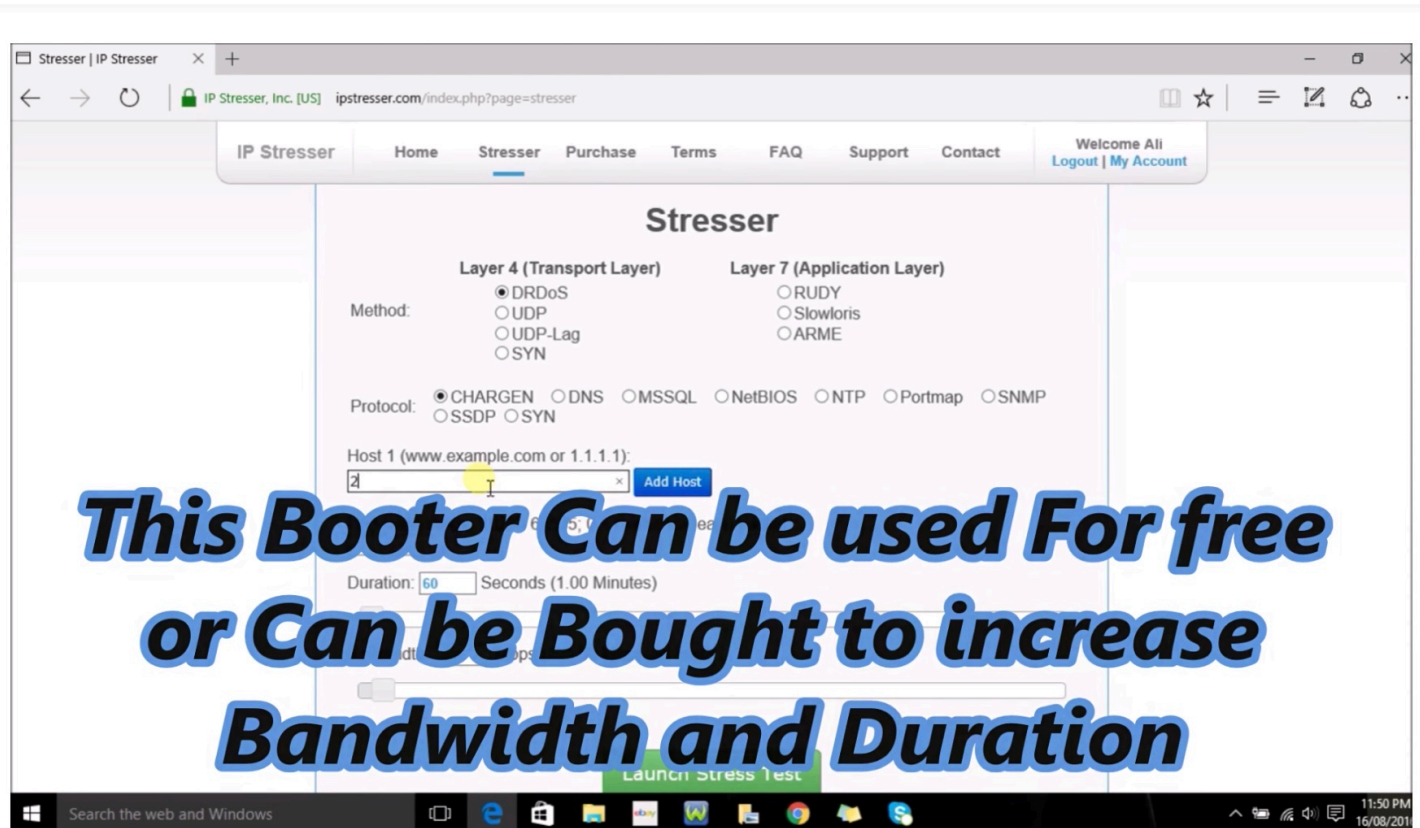 Stresser | IP Stresser
IP Stresser, Inc. [US] ipstresser.com/index.php?page=stresser
IP Stresser Home Stresser Purchase Terms FAQ Support Contact Welcome Ali
Logout | My Account
Stresser
Layer 4 (Transport Layer) Layer 7 (Application Layer)
Method:
DRDoS RUDY
UDP Slowloris
UDP-Lag ARME
SYN
Protocol: CHARGEN DNS MSSQL NetBIOS NTP Portmap SNMP
SSDP SYN
Host 1 (www.example.com or 1.1.1.1):
2 Add Host
This Booter Can be used For free
Duration: 60 Seconds (1.00 Minutes)
or Can be Bought to increase
Bandwidth and Duration
Launch Stress Test
Search the web and Windows
ebay
11:50 PM